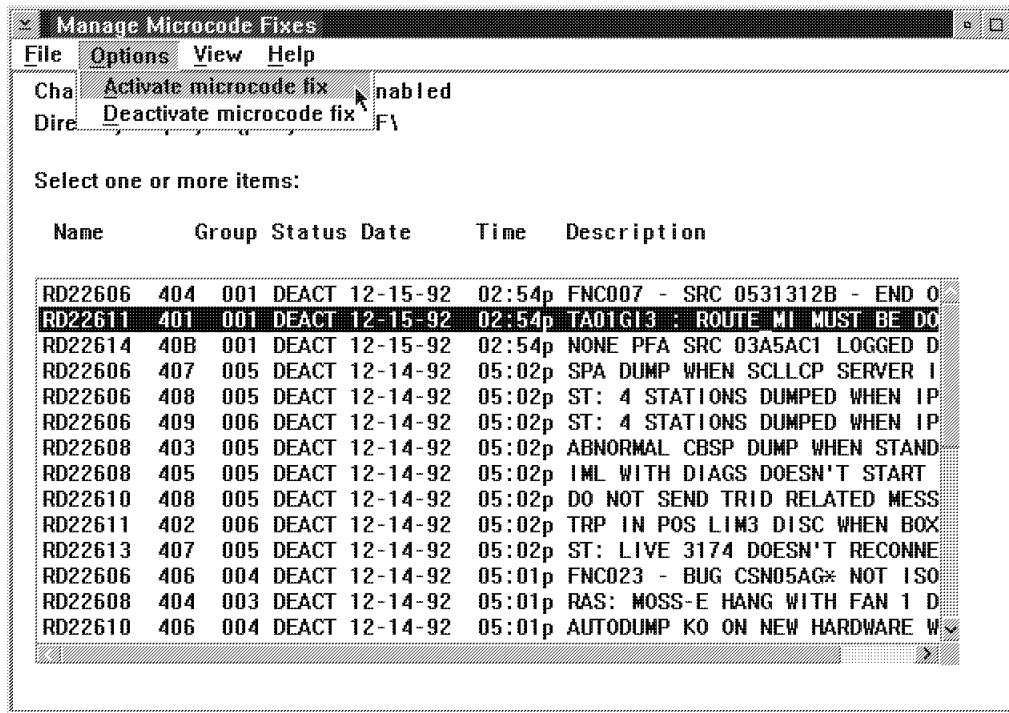 Manage Microcode Fixes
File Options View Help
Activate microcode fix
Deactivate microcode fix
Cha nabled
Dire F\
Select one or more items:
Name Group Status Date Time Description
RD22606 404 001 DEACT 12-15-92 02:54p FNC007 - SRC 0531312B - END O
RD22611 401 001 DEACT 12-15-92 02:54p TA01GI3 : ROUTE_MI MUST BE DO
RD22614 40B 001 DEACT 12-15-92 02:54p NONE PFA SRC 03A5AC1 LOGGED D
RD22606 407 005 DEACT 12-14-92 05:02p SPA DUMP WHEN SCLLCP SERVER I
RD22606 408 005 DEACT 12-14-92 05:02p ST: 4 STATIONS DUMPED WHEN IP
RD22606 409 006 DEACT 12-14-92 05:02p ST: 4 STATIONS DUMPED WHEN IP
RD22608 403 005 DEACT 12-14-92 05:02p ABNORMAL CBSP DUMP WHEN STAND
RD22608 405 005 DEACT 12-14-92 05:02p IML WITH DIAGS DOESN'T START
RD22610 408 005 DEACT 12-14-92 05:02p DO NOT SEND TRID RELATED MESS
RD22611 402 006 DEACT 12-14-92 05:02p TRP IN POS LIM3 DISC WHEN BOX
RD22613 407 005 DEACT 12-14-92 05:02p ST: LIVE 3174 DOESN'T RECONNE
RD22606 406 004 DEACT 12-14-92 05:01p FNC023 - BUG CSN05AG* NOT ISO
RD22608 404 003 DEACT 12-14-92 05:01p RAS: MOSS-E HANG WITH FAN 1 D
RD22610 406 004 DEACT 12-14-92 05:01p AUTODUMP KO ON NEW HARDWARE W